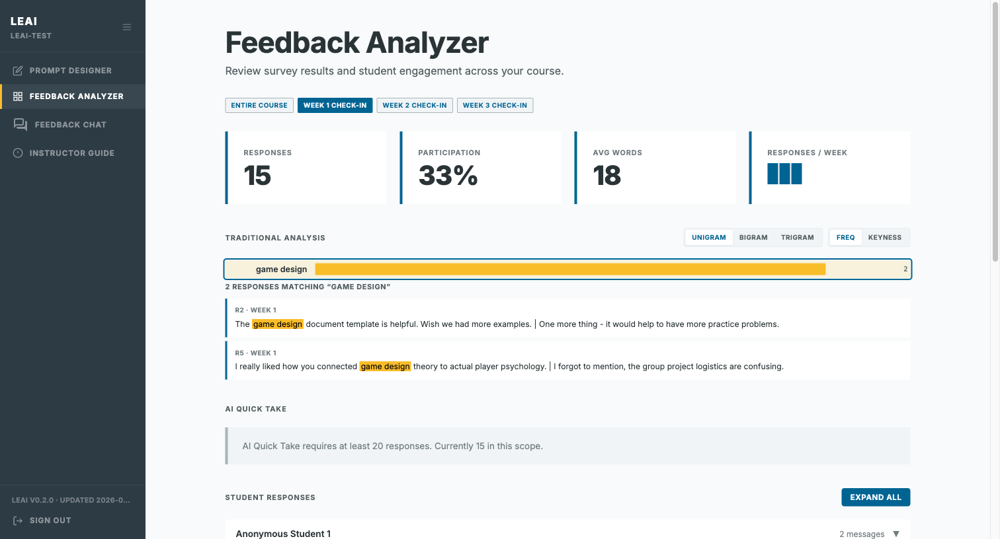 LEAI
LEAI-TEST
PROMPT DESIGNER
FEEDBACK ANALYZER
FEEDBACK CHAT
INSTRUCTOR GUIDE
LEAI V0.2.0 · UPDATED 2026-0...
SIGN OUT
Feedback Analyzer
Review survey results and student engagement across your course.
ENTIRE COURSE WEEK 1 CHECK-IN WEEK 2 CHECK-IN WEEK 3 CHECK-IN
RESPONSES
15
PARTICIPATION
33%
AVG WORDS
18
RESPONSES / WEEK
TRADITIONAL ANALYSIS UNIGRAM BIGRAM TRIGRAM FREQ KEYNESS
game design 2
2 RESPONSES MATCHING “GAME DESIGN”
R2 · WEEK 1
The game design document template is helpful. Wish we had more examples. | One more thing - it would help to have more practice problems.
R5 · WEEK 1
I really liked how you connected game design theory to actual player psychology. | I forgot to mention, the group project logistics are confusing.
AI QUICK TAKE
AI Quick Take requires at least 20 responses. Currently 15 in this scope.
STUDENT RESPONSES EXPAND ALL
Anonymous Student 1 2 messages ▼